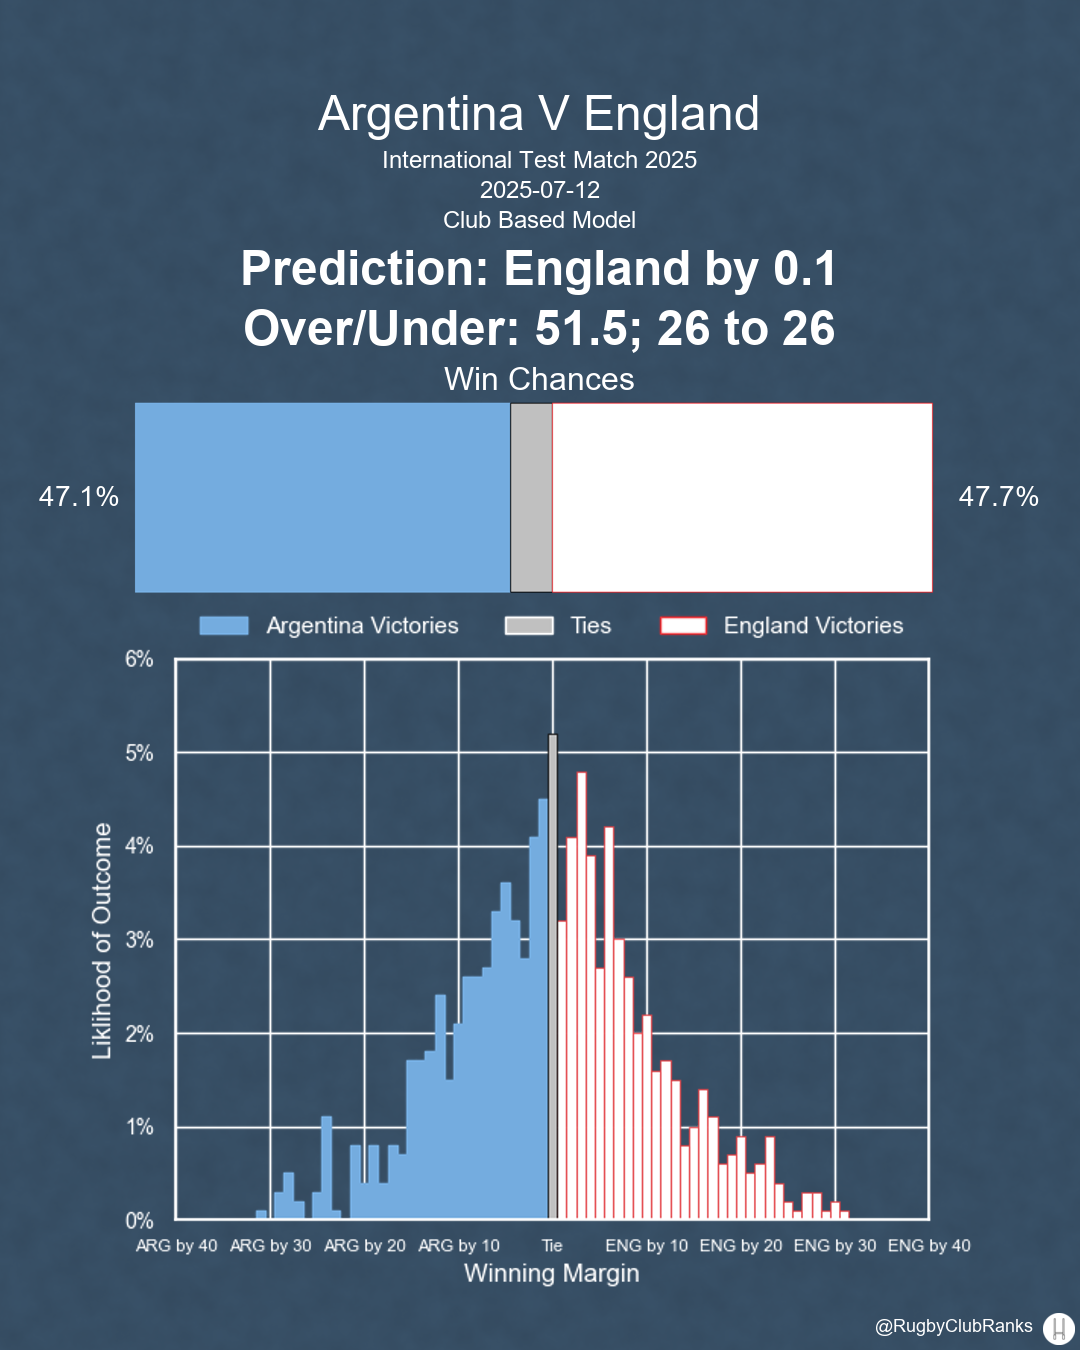 Argentina V England
International Test Match 2025
2025-07-12
Club Based Model
Prediction: England by 0.1
Over/Under: 51.5; 26 to 26
Win Chances
47.1%
47.7%
Argentina Victories
Ties
England Victories
6%
5%
4%
3%
2%
1%
0%
Liklihood of Outcome
ARG by 40
ARG by 30
ARG by 20
ARG by 10
Tie
ENG by 10
ENG by 20
ENG by 30
ENG by 40
Winning Margin
@RugbyClubRanks